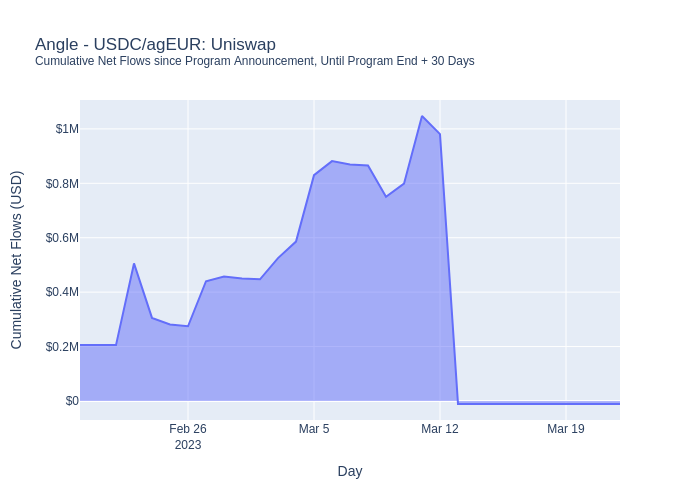 Angle - USDC/agEUR: Uniswap
Cumulative Net Flows since Program Announcement, Until Program End + 30 Days
Cumulative Net Flows (USD)
$1M
$0.8M
$0.6M
$0.4M
$0.2M
$0
Feb 26
2023
Mar 5
Mar 12
Mar 19
Day